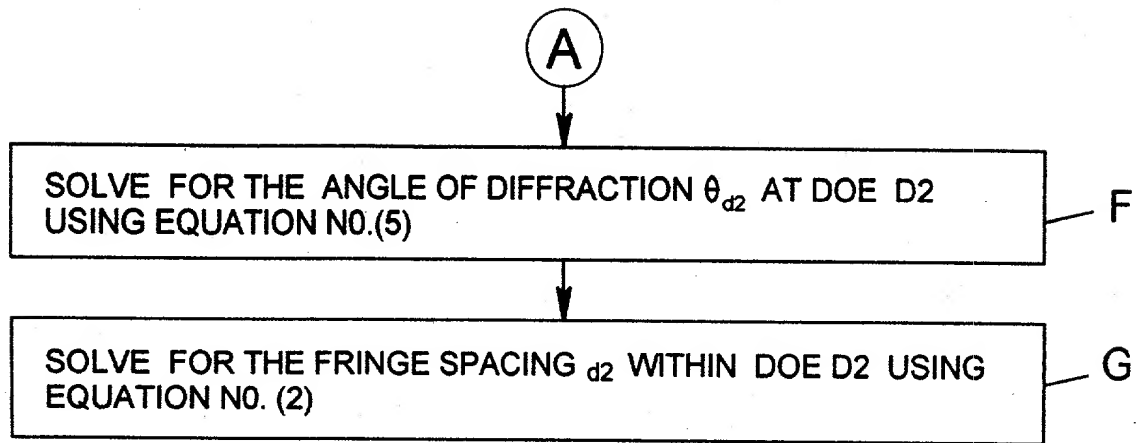 A
SOLVE FOR THE ANGLE OF DIFFRACTION θd2 AT DOE D2
USING EQUATION N0.(5)
F
SOLVE FOR THE FRINGE SPACING d2 WITHIN DOE D2 USING
EQUATION N0. (2)
G